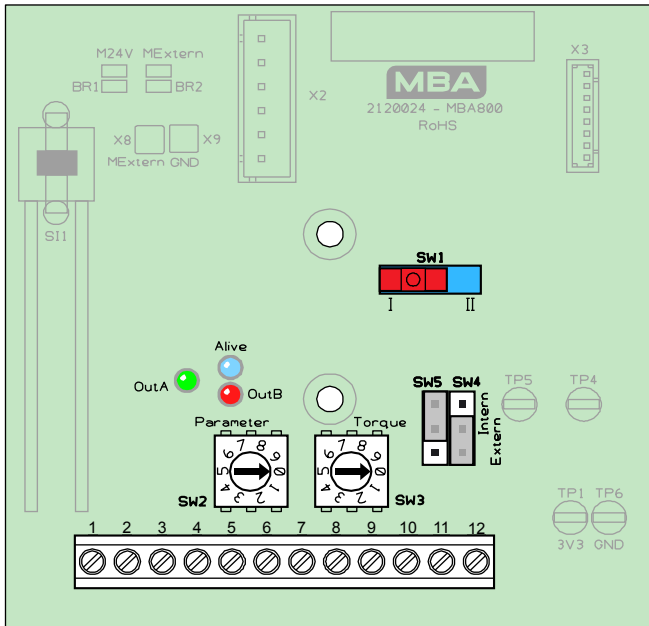 M24V MExtern
BR1 BR2
X2
X3
MBA
2120024 - MBA800
RoHS
X8 X9
MExtern GND
SI1
SW1
I II
Alive
OutA
OutB
SW5 SW4
Intern
Extern
TP5 TP4
Parameter
Torque
0 1 2 3 4 5 6 7 8 9
0 1 2 3 4 5 6 7 8 9
SW2
SW3
TP1 TP6
3V3 GND
1 2 3 4 5 6 7 8 9 10 11 12